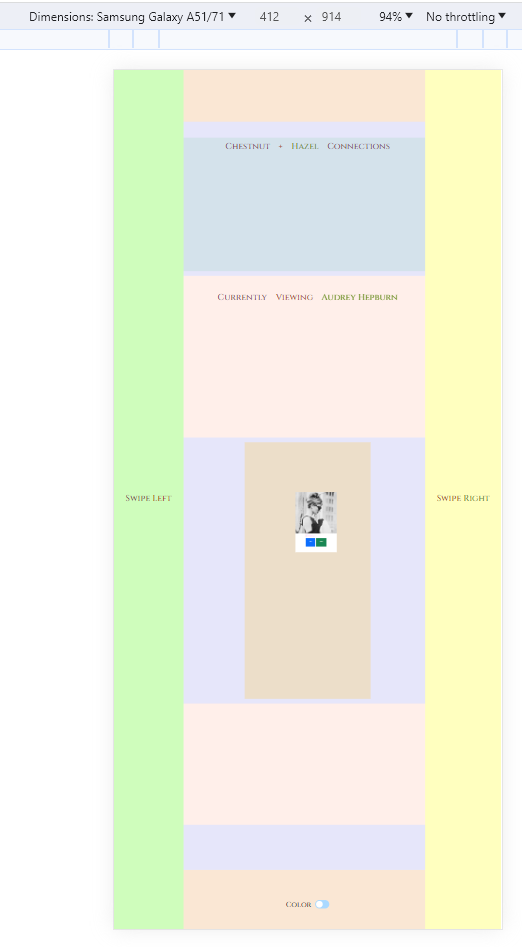 Dimensions: Samsung Galaxy A51/71 ▼ 412 × 914 94% ▼ No throttling ▼
Chestnut + Hazel Connections
Currently Viewing Audrey Hepburn
Swipe Left
Swipe Right
Color